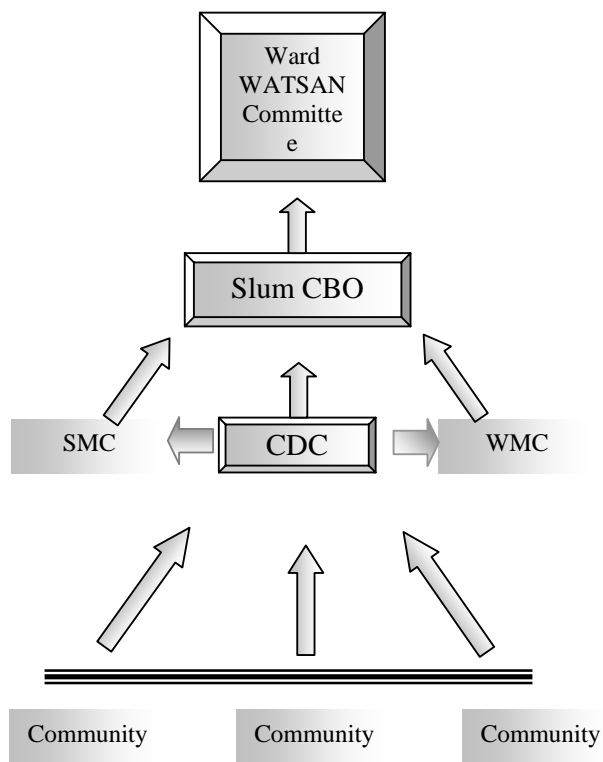 Ward
WATSAN
Committe
e
Slum CBO
SMC
CDC
WMC
Community
Community
Community